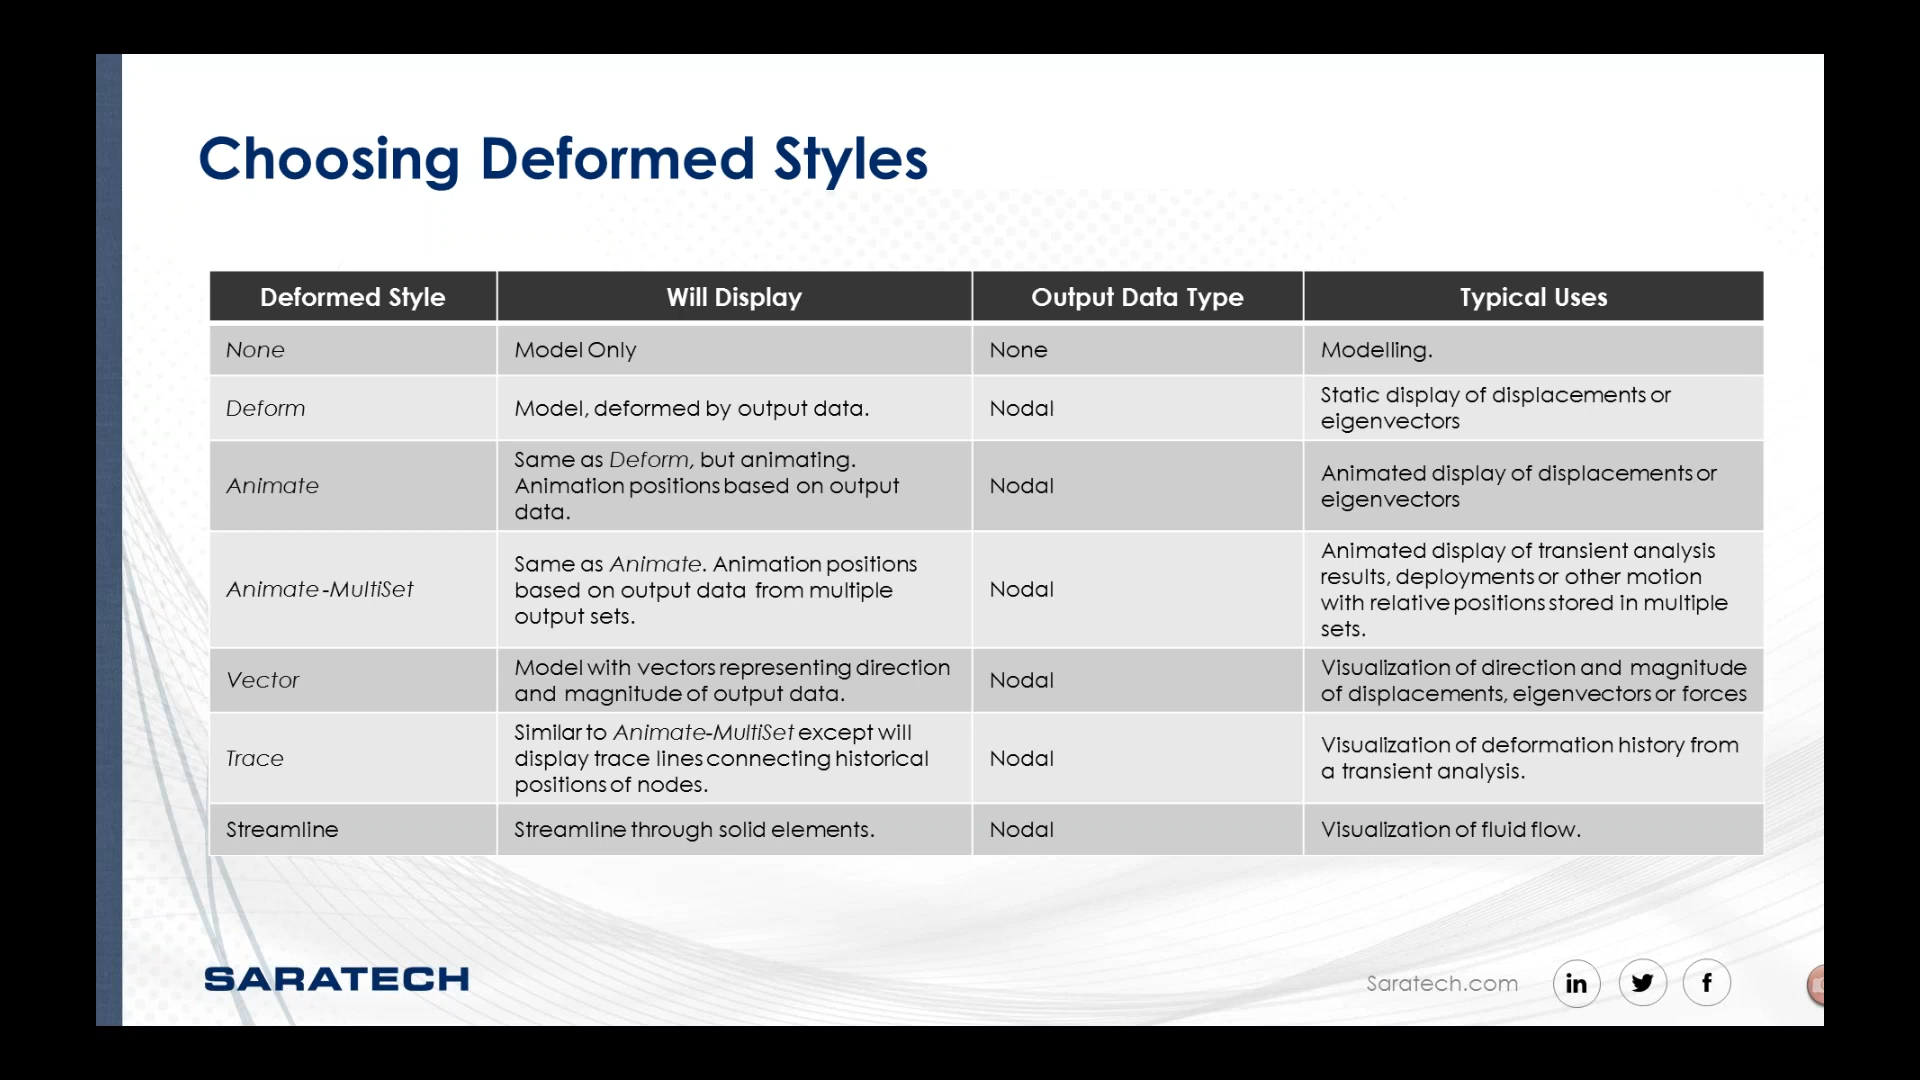 Choosing Deformed Styles
Deformed Style
Will Display
Output Data Type
Typical Uses
None
Model Only
None
Modelling.
Deform
Model, deformed by output data.
Nodal
Static display of displacements or
eigenvectors
Animate
Same as Deform, but animating.
Animation positions based on output
data.
Nodal
Animated display of displacements or
eigenvectors
Animate-MultiSet
Same as Animate. Animation positions
based on output data from multiple
output sets.
Nodal
Animated display of transient analysis
results, deployments or other motion
with relative positions stored in multiple
sets.
Vector
Model with vectors representing direction
and magnitude of output data.
Nodal
Visualization of direction and magnitude
of displacements, eigenvectors or forces
Trace
Similar to Animate-MultiSet except will
display trace lines connecting historical
positions of nodes.
Nodal
Visualization of deformation history from
a transient analysis.
Streamline
Streamline through solid elements.
Nodal
Visualization of fluid flow.
SARATECH
Saratech.com
in
f